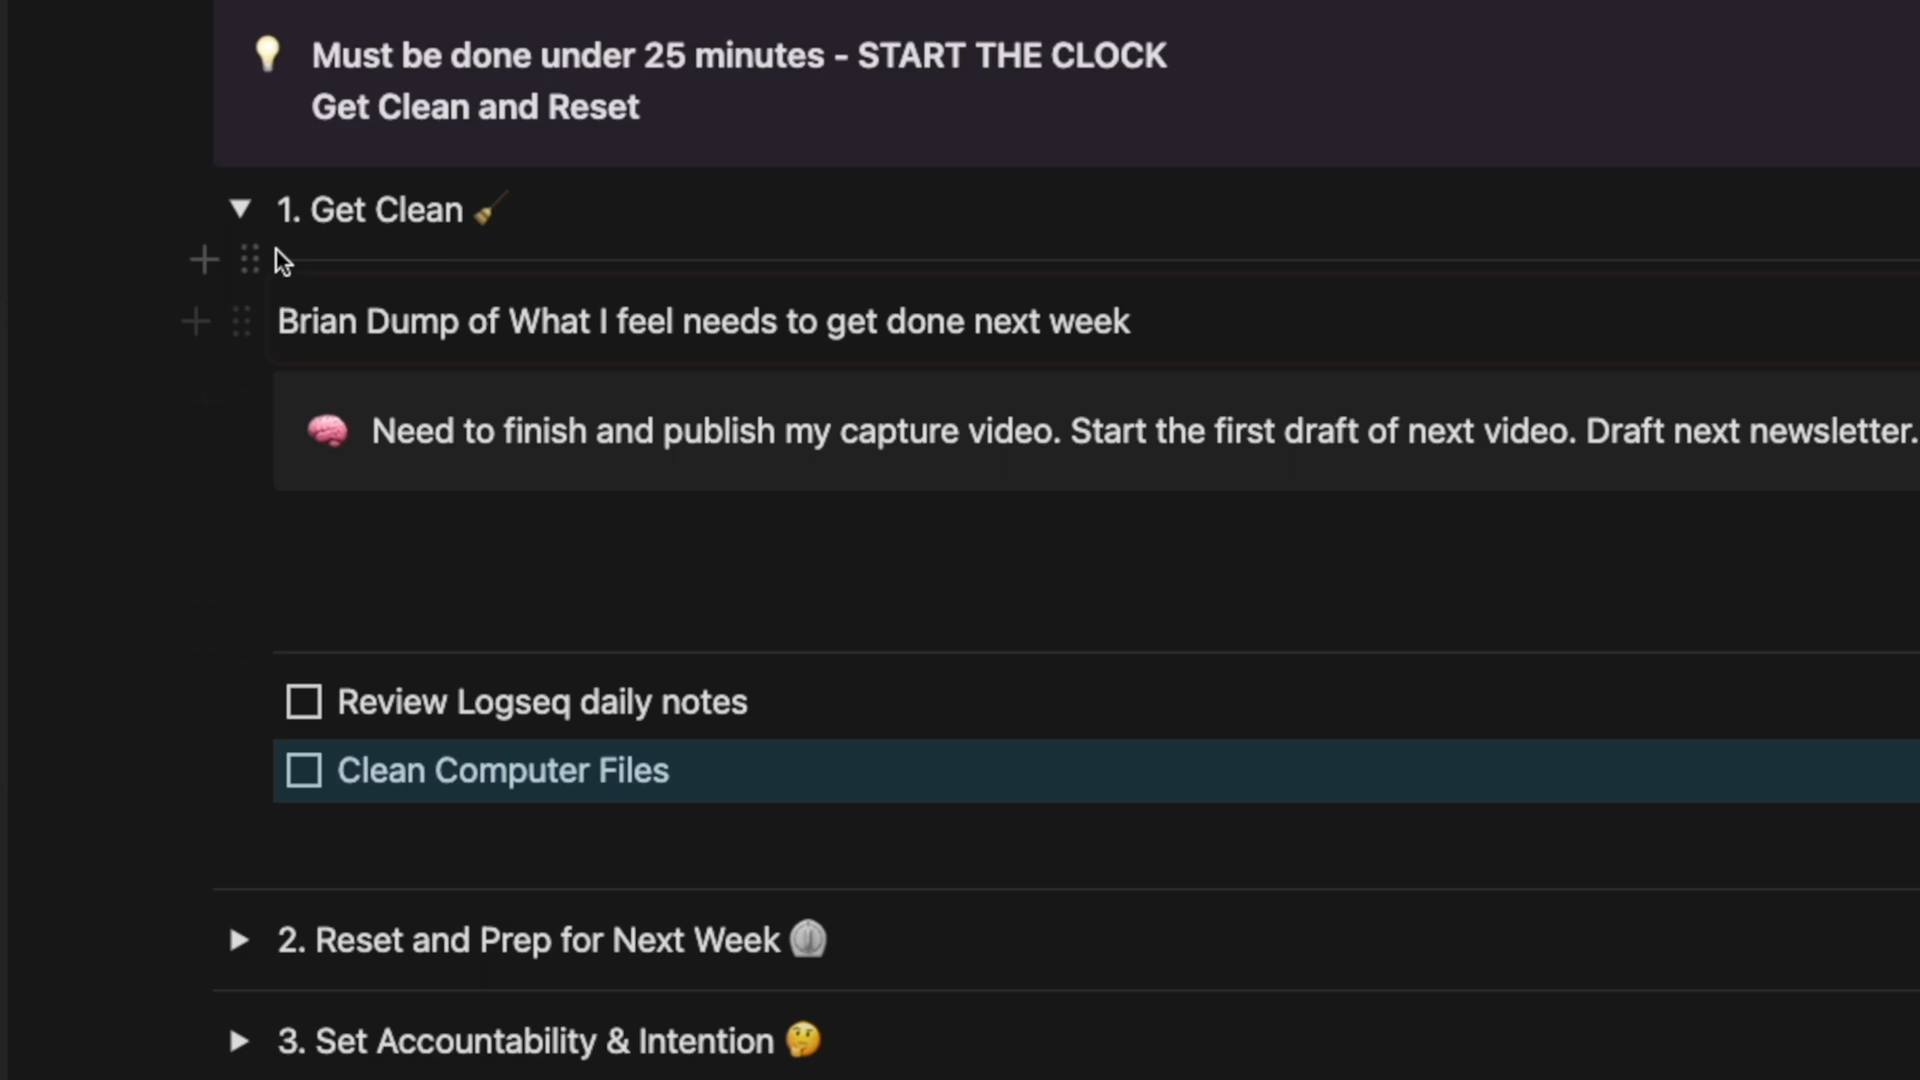 Must be done under 25 minutes - START THE CLOCK
Get Clean and Reset
1. Get Clean
Brian Dump of What I feel needs to get done next week
Need to finish and publish my capture video. Start the first draft of next video. Draft next newsletter.
Review Logseq daily notes
Clean Computer Files
2. Reset and Prep for Next Week
3. Set Accountability & Intention